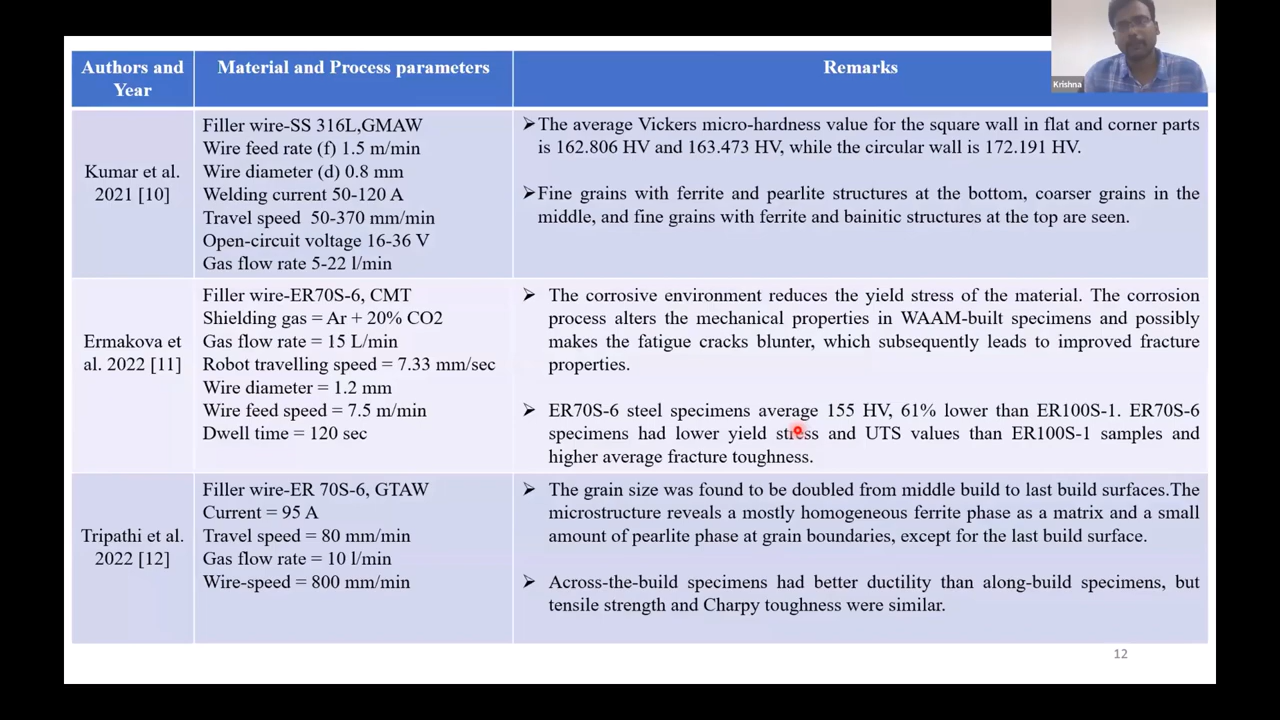 Authors and
Year
Material and Process parameters
Remarks
Krishna
Kumar et al.
2021 [10]
Filler wire-SS 316L,GMAW
Wire feed rate (f) 1.5 m/min
Wire diameter (d) 0.8 mm
Welding current 50-120 A
Travel speed 50-370 mm/min
Open-circuit voltage 16-36 V
Gas flow rate 5-22 l/min
➢The average Vickers micro-hardness value for the square wall in flat and corner parts
is 162.806 HV and 163.473 HV, while the circular wall is 172.191 HV.
➢Fine grains with ferrite and pearlite structures at the bottom, coarser grains in the
middle, and fine grains with ferrite and bainitic structures at the top are seen.
Ermakova et
al. 2022 [11]
Filler wire-ER70S-6, CMT
Shielding gas = Ar + 20% CO2
Gas flow rate = 15 L/min
Robot travelling speed = 7.33 mm/sec
Wire diameter = 1.2 mm
Wire feed speed = 7.5 m/min
Dwell time = 120 sec
➢ The corrosive environment reduces the yield stress of the material. The corrosion
process alters the mechanical properties in WAAM-built specimens and possibly
makes the fatigue cracks blunter, which subsequently leads to improved fracture
properties.
➢ ER70S-6 steel specimens average 155 HV, 61% lower than ER100S-1. ER70S-6
specimens had lower yield stress and UTS values than ER100S-1 samples and
higher average fracture toughness.
Tripathi et al.
2022 [12]
Filler wire-ER 70S-6, GTAW
Current = 95 A
Travel speed = 80 mm/min
Gas flow rate = 10 l/min
Wire-speed = 800 mm/min
➢ The grain size was found to be doubled from middle build to last build surfaces.The
microstructure reveals a mostly homogeneous ferrite phase as a matrix and a small
amount of pearlite phase at grain boundaries, except for the last build surface.
➢ Across-the-build specimens had better ductility than along-build specimens, but
tensile strength and Charpy toughness were similar.
12